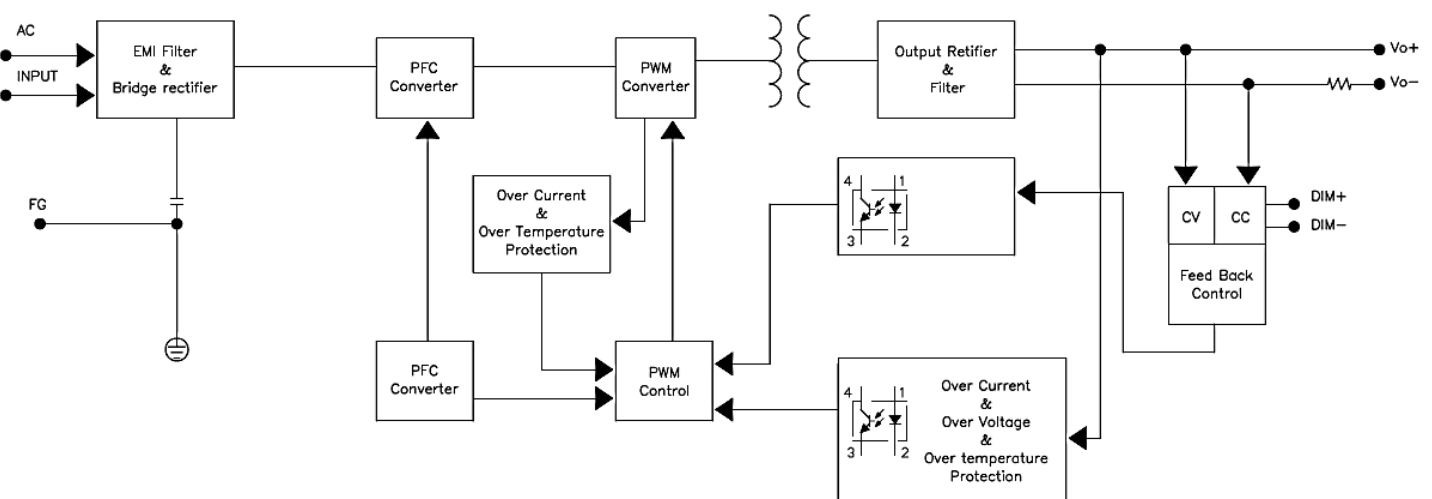 AC
INPUT
EMI Filter
&
Bridge rectifier
FG
PFC
Converter
PWM
Converter
Output Retifier
&
Filter
Vo+
Vo-
Over Current
&
Over Temperature
Protection
4 1
3 2
CV CC
DIM+
DIM-
Feed Back
Control
PFC
Converter
PWM
Control
4 1
3 2
Over Current
&
Over Voltage
&
Over temperature
Protection